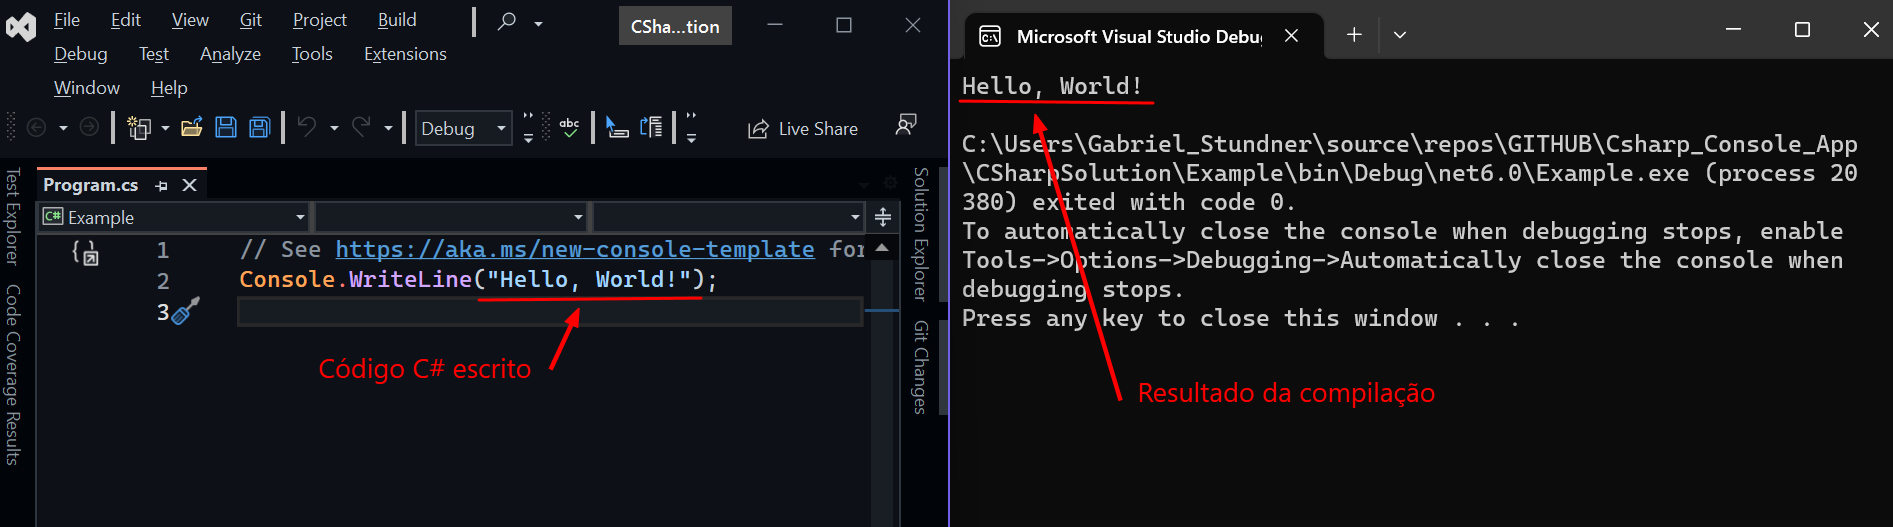 File Edit View Git Project Build
CSha...tion
Debug Test Analyze Tools Extensions
Window Help
Debug
abc
Live Share
Program.cs
C# Example
1 // See https://aka.ms/new-console-template for
2 Console.WriteLine("Hello, World!");
3
Código C# escrito
Test Explorer
Code Coverage Results
Solution Explorer
Git Changes
C:\ Microsoft Visual Studio Debu
Hello, World!
C:\Users\Gabriel_Stundner\source\repos\GITHUB\Csharp_Console_App
\CSharpSolution\Example\bin\Debug\net6.0\Example.exe (process 20
380) exited with code 0.
To automatically close the console when debugging stops, enable
Tools->Options->Debugging->Automatically close the console when
debugging stops.
Press any key to close this window . . .
Resultado da compilação